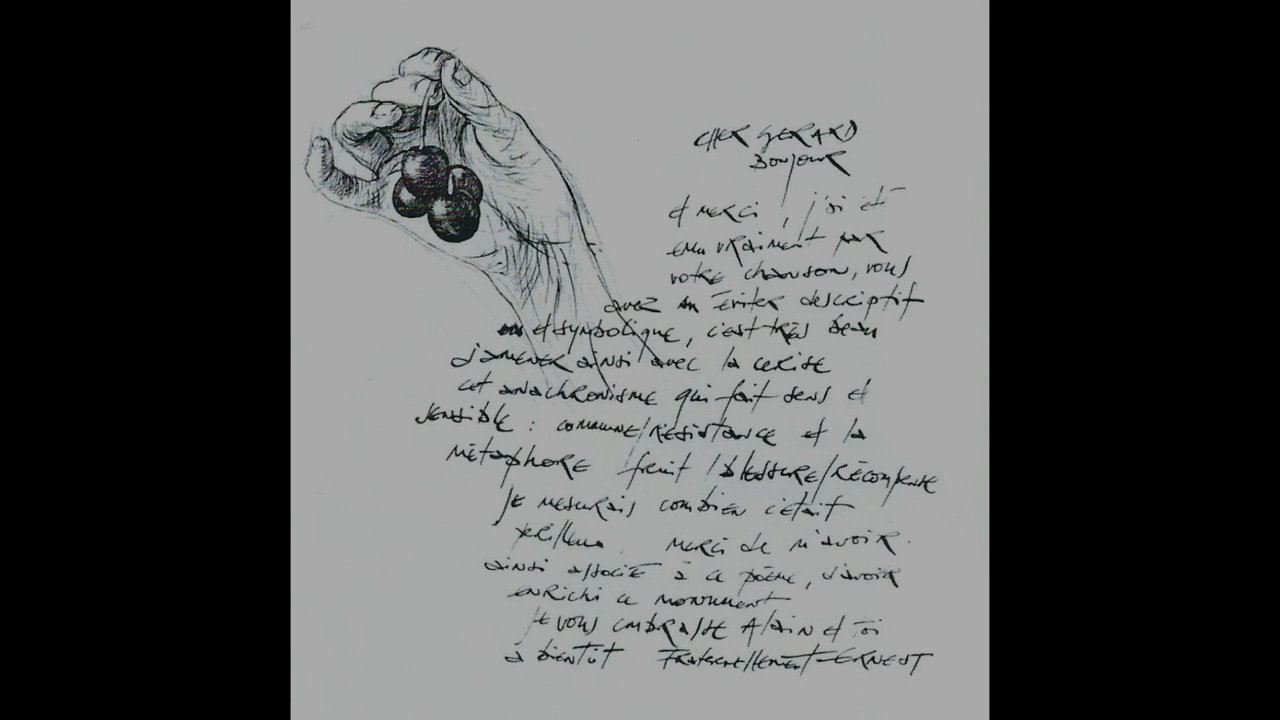 CHER GERARD
BONJOUR
et merci, j'ai été
ému vraiment par
votre chanson, vous
avez su éviter descriptif
et symbolique, c'est très beau
d'amener ainsi avec la cerise
cet anachronisme qui fait sens et
sensible : commune/résistance et la
métaphore fruit/blessure/récompense
je mesurais combien c'était
périlleux. merci de m'avoir
ainsi associé à ce poème, d'avoir
enrichi ce monument
je vous embrasse Alain et toi
à bientôt Fraternellement - ERNEST